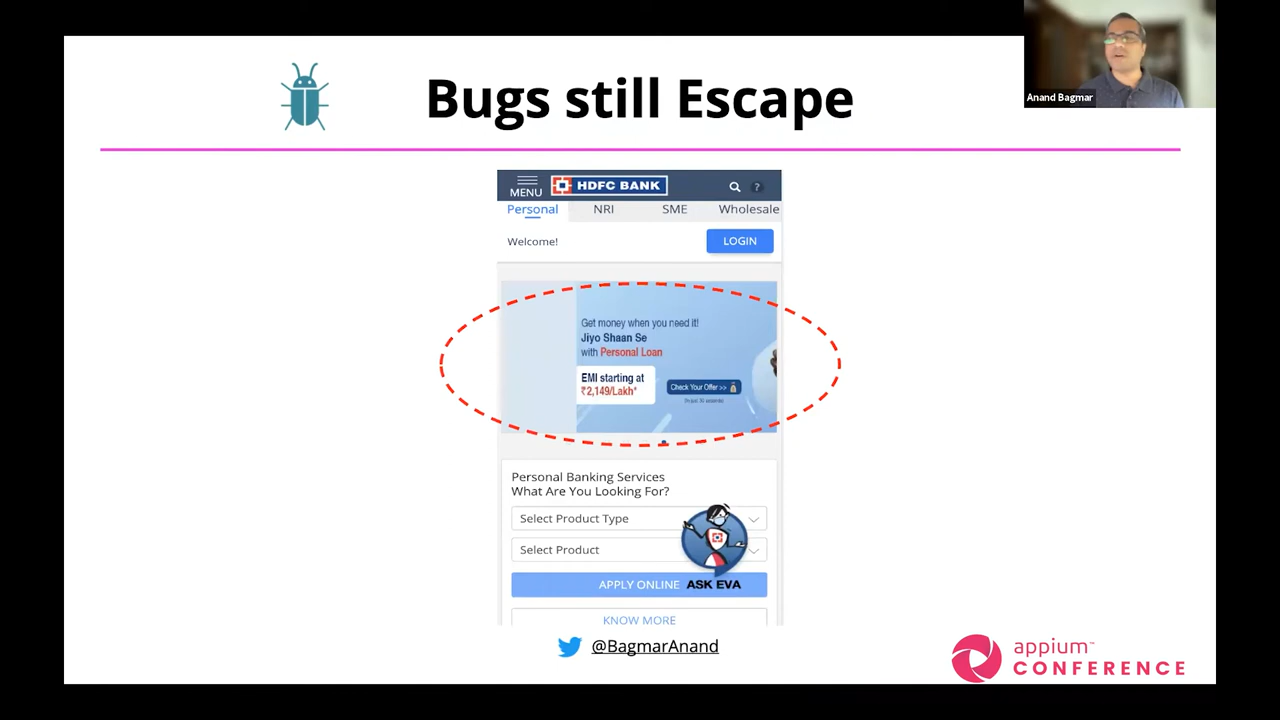 Bugs still Escape
Anand Bagmar
MENU
HDFC BANK
?
Personal NRI SME Wholesale
Welcome!
LOGIN
Get money when you need it!
Jiyo Shaan Se
with Personal Loan
EMI starting at
₹2,149/Lakh*
Check Your Offer >>
Personal Banking Services
What Are You Looking For?
Select Product Type
Select Product
APPLY ONLINE
ASK EVA
KNOW MORE
@BagmarAnand
appium™
CONFERENCE